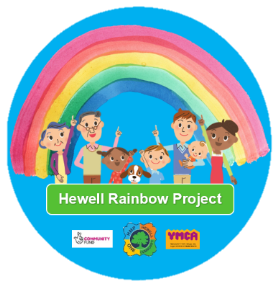 Hewell Rainbow Project
COMMUNITY
FUND
YMCA